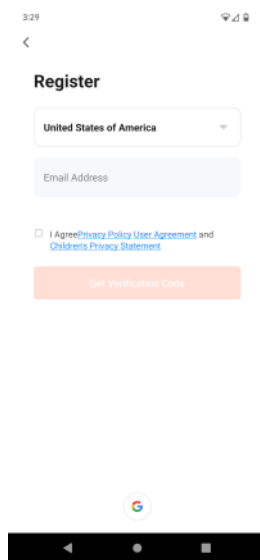 3:29
Register
United States of America
Email Address
I AgreePrivacy Policy User Agreement and
Children's Privacy Statement
Get Verification Code